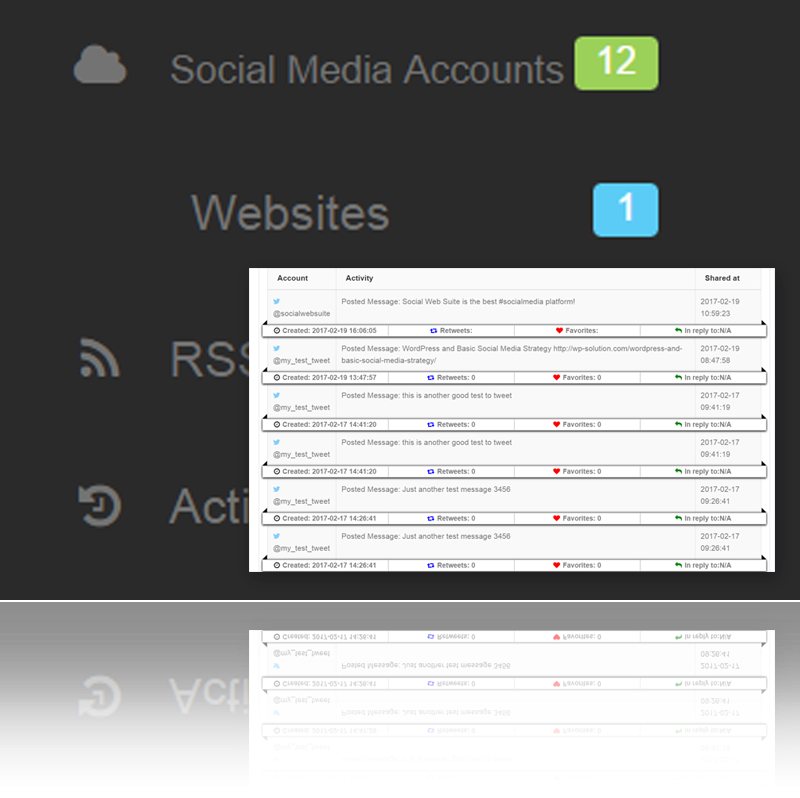 Social Media Accounts 12
Websites 1
RSS
Acti
Account Activity Shared at
Posted Message: Social Web Suite is the best #socialmedia platform! 2017-02-19
@socialwebsuite 10:59:23
Created: 2017-02-19 16:06:05 Retweets: Favorites: In reply to:N/A
Posted Message: WordPress and Basic Social Media Strategy http://wp-solution.com/wordpress-and- 2017-02-19
@my_test_tweet basic-social-media-strategy/ 08:47:58
Created: 2017-02-19 13:47:57 Retweets: 0 Favorites: 0 In reply to:N/A
Posted Message: this is another good test to tweet 2017-02-17
@my_test_tweet 09:41:19
Created: 2017-02-17 14:41:20 Retweets: 0 Favorites: 0 In reply to:N/A
Posted Message: this is another good test to tweet 2017-02-17
@my_test_tweet 09:41:19
Created: 2017-02-17 14:41:20 Retweets: 0 Favorites: 0 In reply to:N/A
Posted Message: Just another test message 3456 2017-02-17
@my_test_tweet 09:26:41
Created: 2017-02-17 14:26:41 Retweets: 0 Favorites: 0 In reply to:N/A
Posted Message: Just another test message 3456 2017-02-17
@my_test_tweet 09:26:41
Created: 2017-02-17 14:26:41 Retweets: 0 Favorites: 0 In reply to:N/A